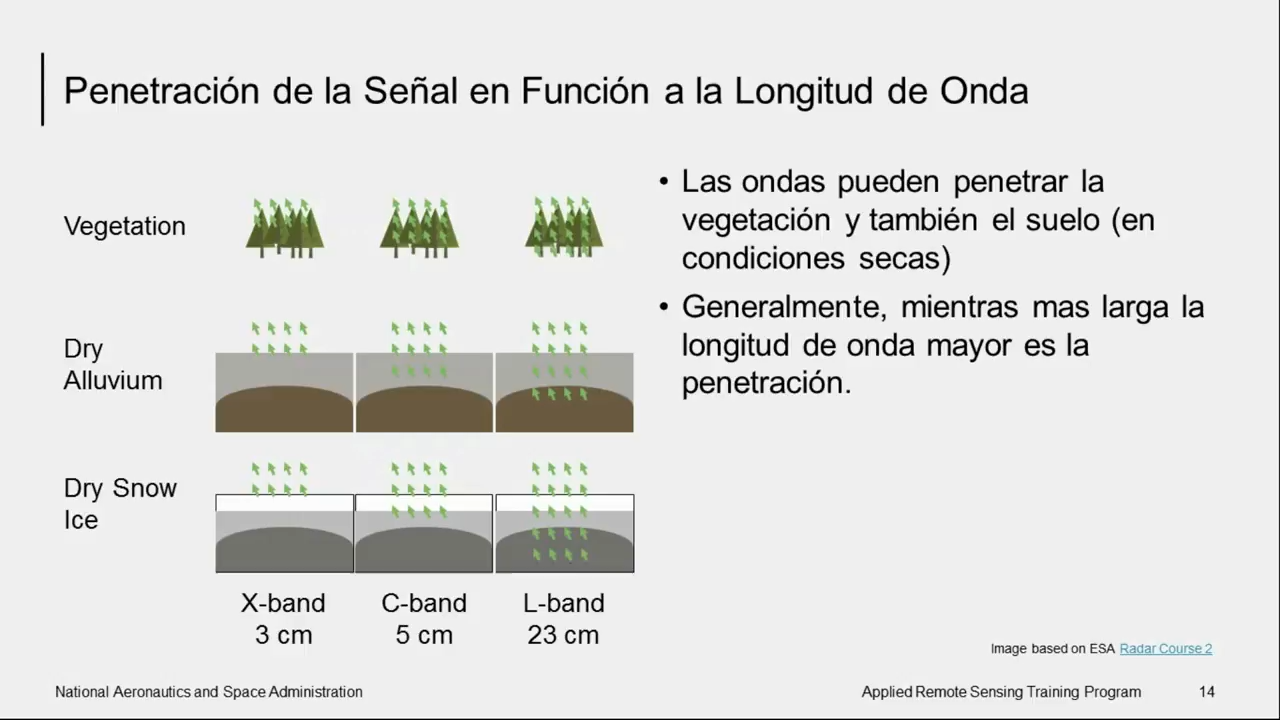 Penetración de la Señal en Función a la Longitud de Onda
Vegetation
Dry
Alluvium
Dry Snow
Ice
X-band
3 cm
C-band
5 cm
L-band
23 cm
• Las ondas pueden penetrar la
vegetación y también el suelo (en
condiciones secas)
• Generalmente, mientras mas larga la
longitud de onda mayor es la
penetración.
Image based on ESA Radar Course 2
National Aeronautics and Space Administration
Applied Remote Sensing Training Program
14